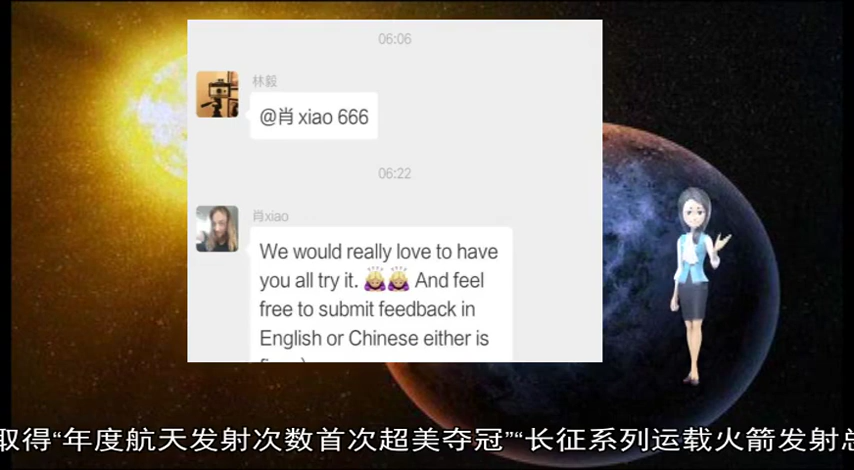 06:06
林毅
@肖 xiao 666
06:22
肖xiao
We would really love to have
you all try it. 🙇🏼‍♀️🙇🏼‍♀️ And feel
free to submit feedback in
English or Chinese either is
取得“年度航天发射次数首次超美夺冠”“长征系列运载火箭发射总